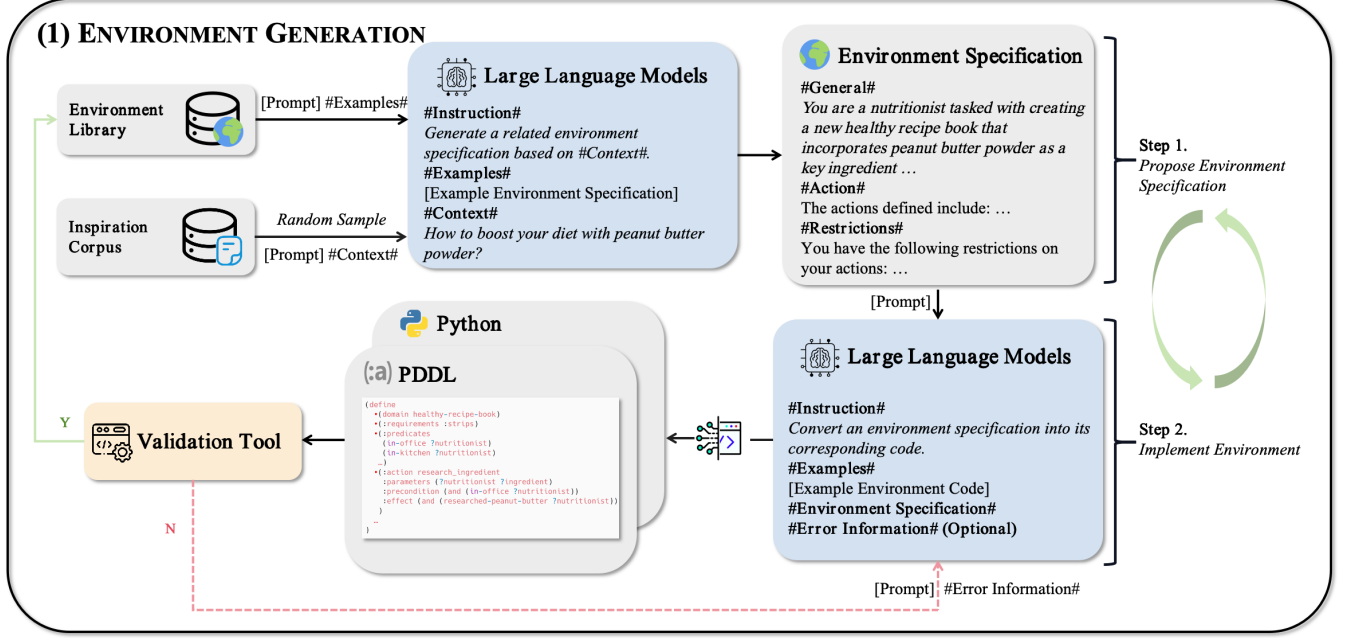 (1) ENVIRONMENT GENERATION
Environment
Library
[Prompt] #Examples#
Inspiration
Corpus
Random Sample
[Prompt] #Context#
Large Language Models
#Instruction#
Generate a related environment
specification based on #Context#.
#Examples#
[Example Environment Specification]
#Context#
How to boost your diet with peanut butter
powder?
Environment Specification
#General#
You are a nutritionist tasked with creating
a new healthy recipe book that
incorporates peanut butter powder as a
key ingredient …
#Action#
The actions defined include: …
#Restrictions#
You have the following restrictions on
your actions: …
Step 1.
Propose Environment
Specification
[Prompt]
Large Language Models
#Instruction#
Convert an environment specification into its
corresponding code.
#Examples#
[Example Environment Code]
#Environment Specification#
#Error Information# (Optional)
Step 2.
Implement Environment
Python
(:a) PDDL
(define
•(domain healthy-recipe-book)
•(:requirements :strips)
•(:predicates
(in-office ?nutritionist)
(in-kitchen ?nutritionist)
…)
•(:action research_ingredient
:parameters (?nutritionist ?ingredient)
:precondition (and (in-office ?nutritionist))
:effect (and (researched-peanut-butter ?nutritionist))
)
…
)
Validation Tool
Y
N
[Prompt] #Error Information#